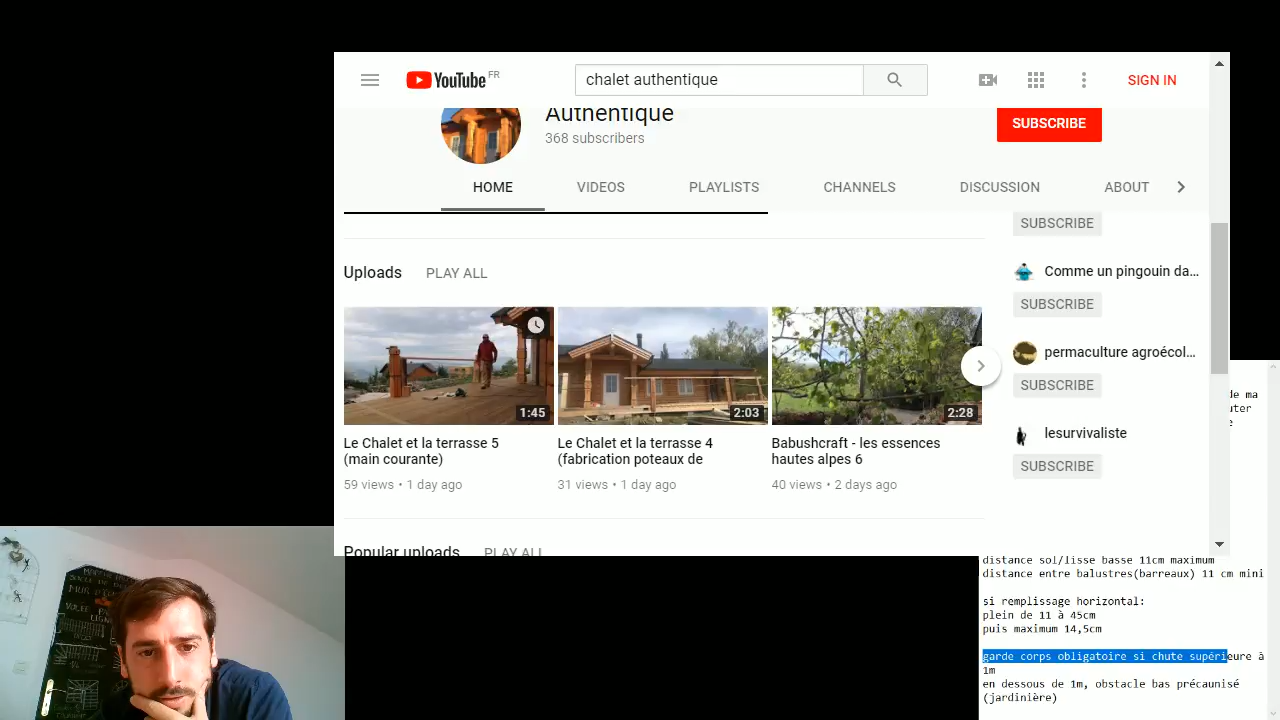 YouTube FR
chalet authentique
SIGN IN
Authentique
368 subscribers
SUBSCRIBE
HOME
VIDEOS
PLAYLISTS
CHANNELS
DISCUSSION
ABOUT
SUBSCRIBE
Uploads
PLAY ALL
Comme un pingouin da...
SUBSCRIBE
permaculture agroécol...
SUBSCRIBE
lesurvivaliste
SUBSCRIBE
1:45
2:03
2:28
Le Chalet et la terrasse 5
(main courante)
59 views • 1 day ago
Le Chalet et la terrasse 4
(fabrication poteaux de
31 views • 1 day ago
Babushcraft - les essences
hautes alpes 6
40 views • 2 days ago
Popular uploads
PLAY ALL
de ma
uter
e
distance sol/lisse basse 11cm maximum
distance entre balustres(barreaux) 11 cm mini
si remplissage horizontal:
plein de 11 à 45cm
puis maximum 14,5cm
garde corps obligatoire si chute supérieure à
1m
en dessous de 1m, obstacle bas précaunisé
(jardinière)